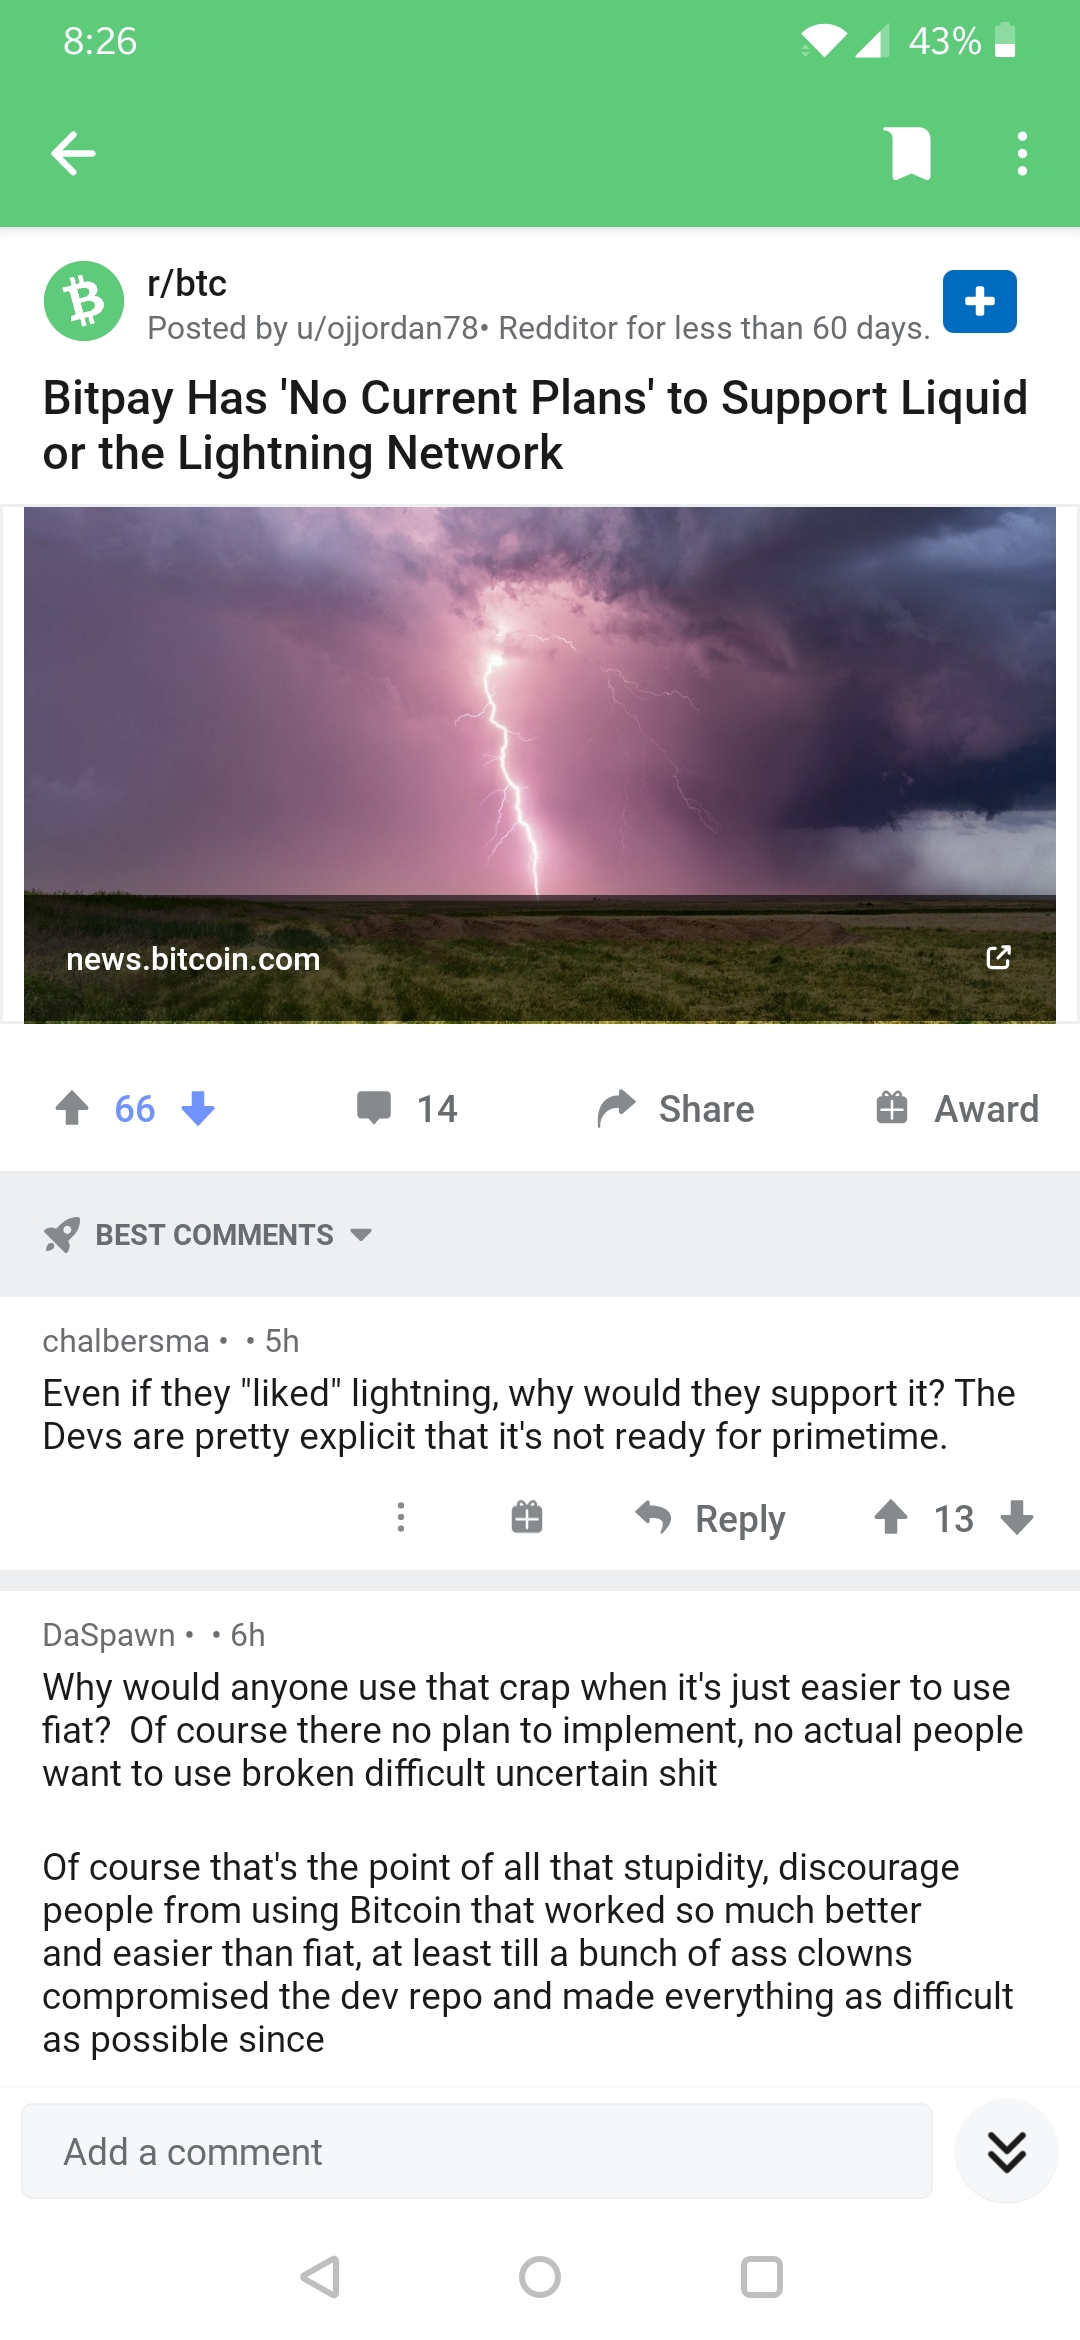 8:26
43%
r/btc
Posted by u/ojjordan78• Redditor for less than 60 days.
Bitpay Has 'No Current Plans' to Support Liquid
or the Lightning Network
news.bitcoin.com
66
14
Share
Award
BEST COMMENTS
chalbersma • • 5h
Even if they "liked" lightning, why would they support it? The
Devs are pretty explicit that it's not ready for primetime.
Reply
13
DaSpawn • • 6h
Why would anyone use that crap when it's just easier to use
fiat?  Of course there no plan to implement, no actual people
want to use broken difficult uncertain shit
Of course that's the point of all that stupidity, discourage
people from using Bitcoin that worked so much better
and easier than fiat, at least till a bunch of ass clowns
compromised the dev repo and made everything as difficult
as possible since
Add a comment